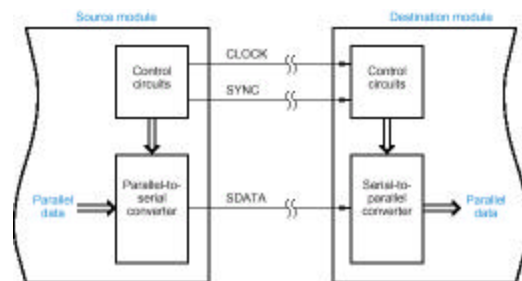 Source module
Destination module
Control
circuits
CLOCK
SYNC
Control
circuits
Parallel
data
Parallel-to-
serial
converter
SDATA
Serial-to-
parallel
converter
Parallel
data